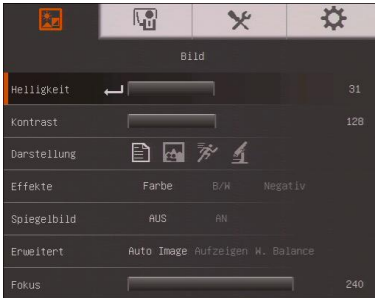 Bild
Helligkeit 31
Kontrast 128
Darstellung
Effekte Farbe B/W Negativ
Spiegelbild AUS AN
Erweitert Auto Image Aufzeigen W. Balance
Fokus 240